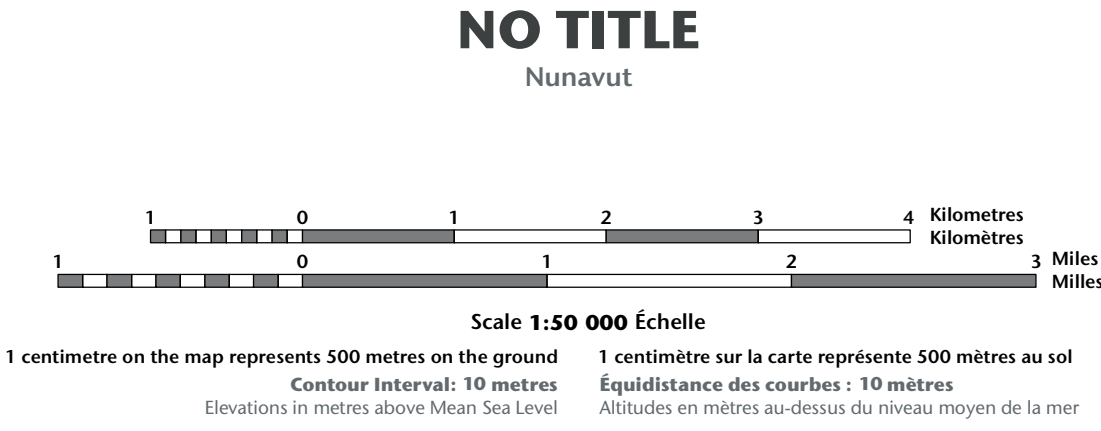 NO TITLE
Nunavut
1 0 1 2 3 4 Kilometres
Kilomètres
1 0 1 2 3 Miles
Milles
Scale 1:50 000 Échelle
1 centimetre on the map represents 500 metres on the ground
1 centimètre sur la carte représente 500 mètres au sol
Contour Interval: 10 metres
Équidistance des courbes : 10 mètres
Elevations in metres above Mean Sea Level
Altitudes en mètres au-dessus du niveau moyen de la mer